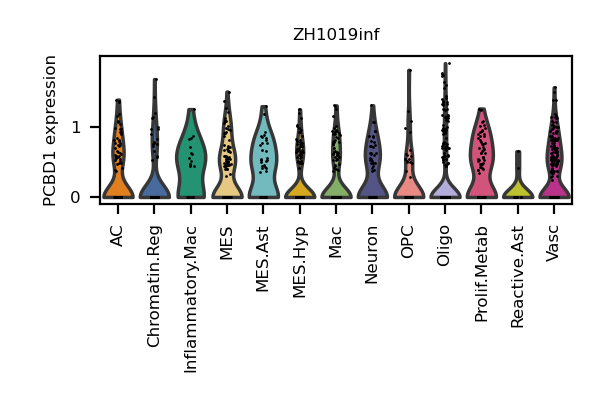 ZH1019inf
PCBD1 expression
1
0
AC
Chromatin.Reg
Inflammatory.Mac
MES
MES.Ast
MES.Hyp
Mac
Neuron
OPC
Oligo
Prolif.Metab
Reactive.Ast
Vasc